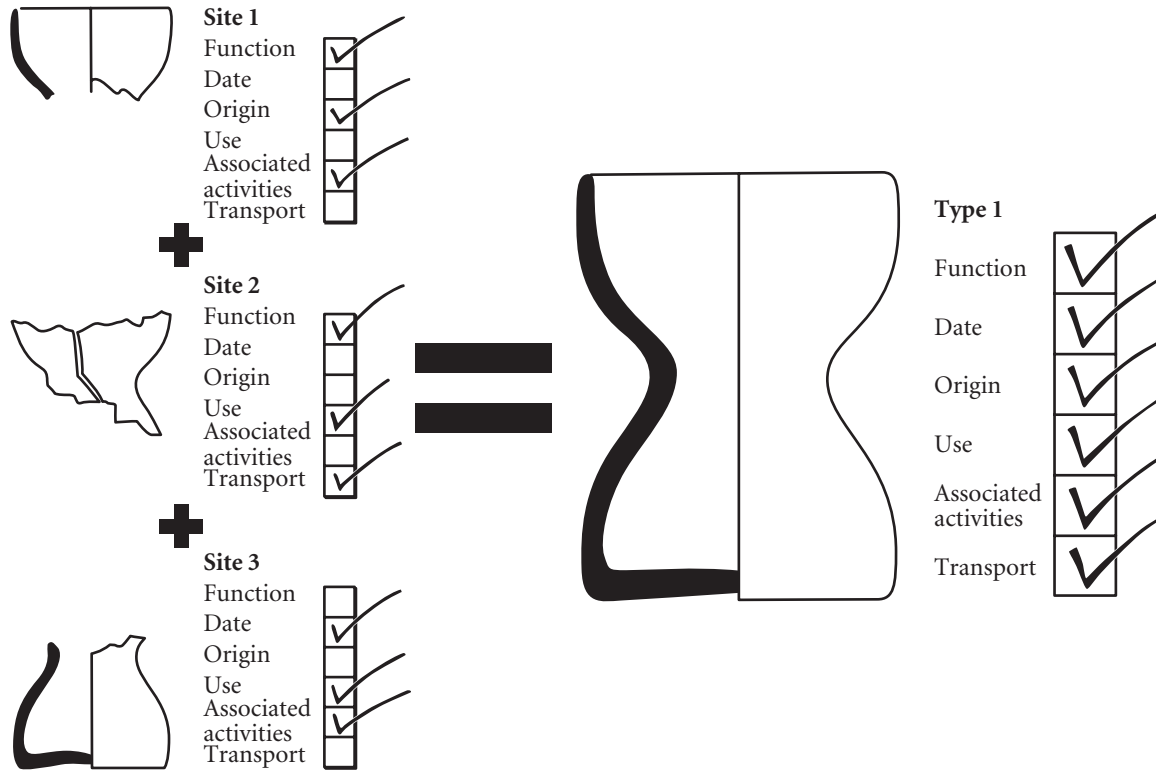 Site 1
Function
Date
Origin
Use
Associated
activities
Transport
Site 2
Function
Date
Origin
Use
Associated
activities
Transport
Site 3
Function
Date
Origin
Use
Associated
activities
Transport
Type 1
Function
Date
Origin
Use
Associated
activities
Transport